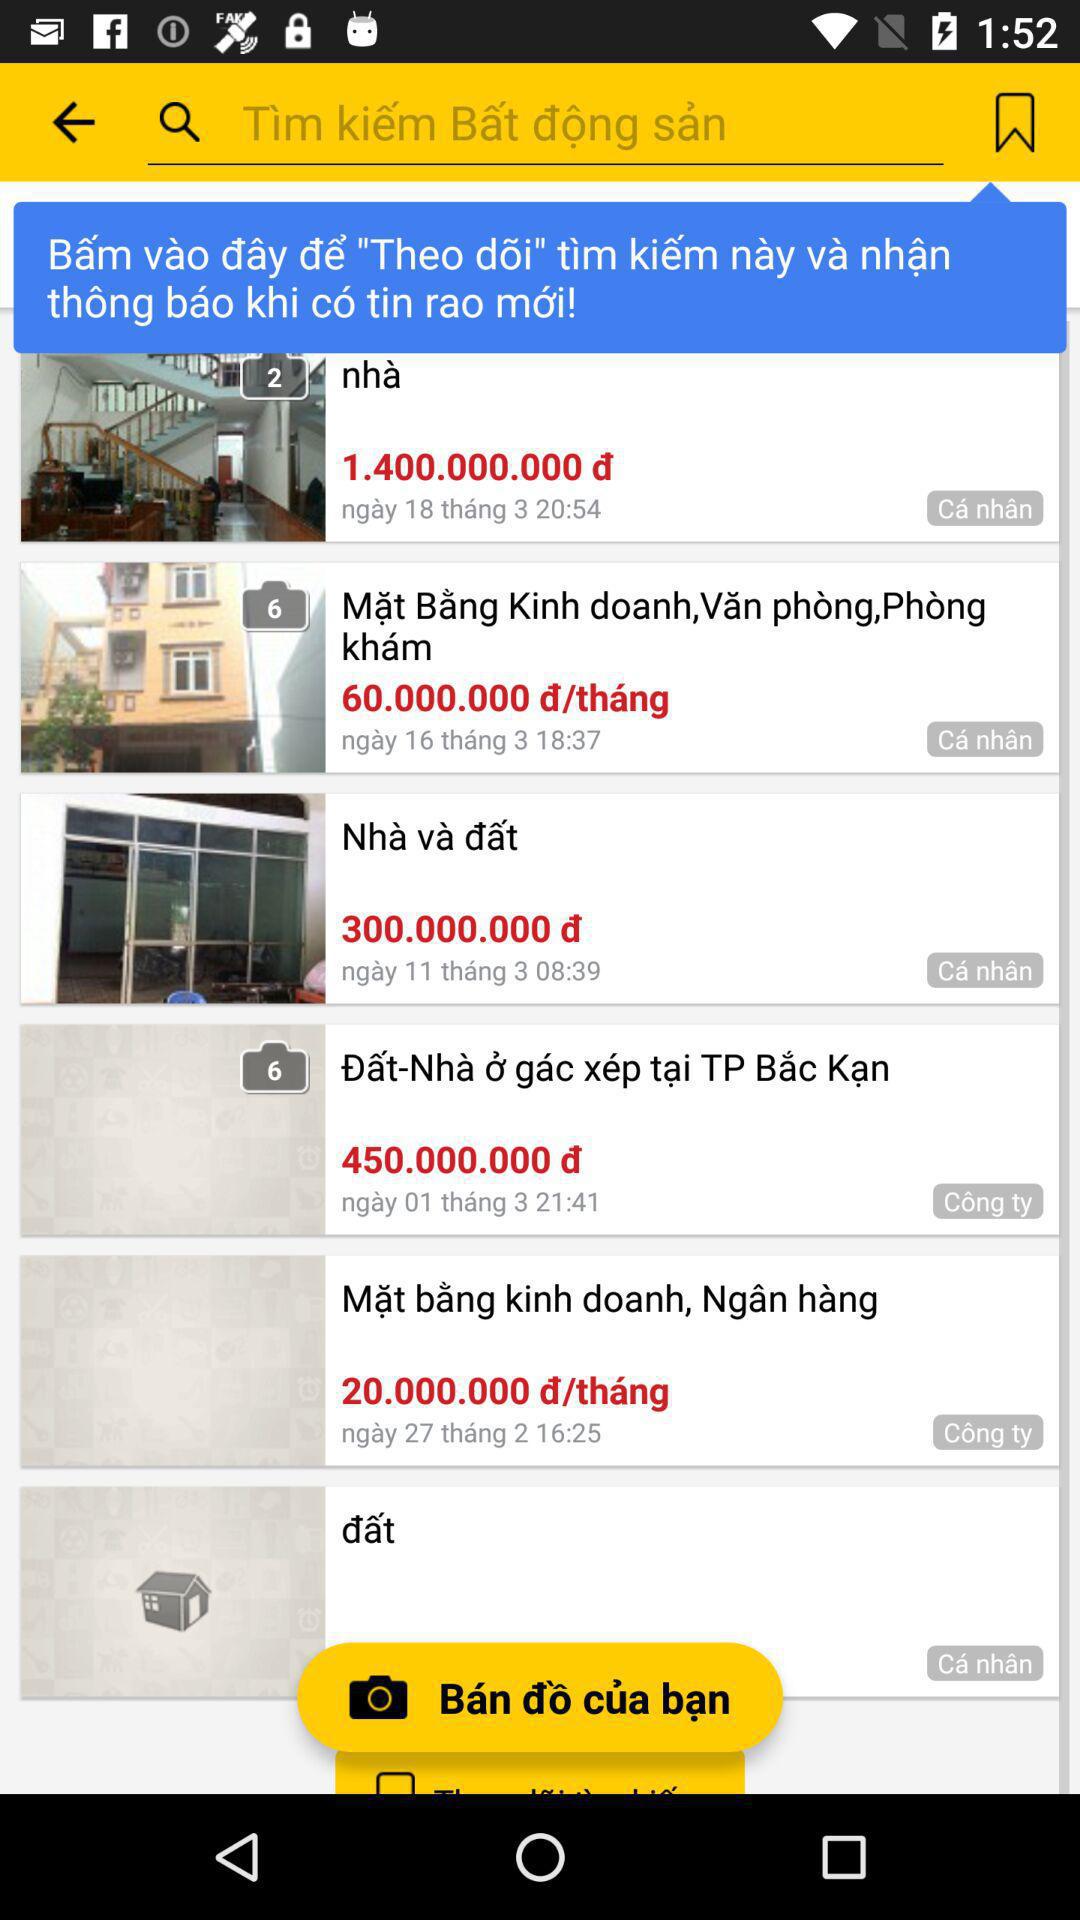 FAKE
1:52
Tìm kiếm Bất động sản
Bấm vào đây để "Theo dõi" tìm kiếm này và nhận
thông báo khi có tin rao mới!
2
nhà
1.400.000.000 đ
ngày 18 tháng 3 20:54
Cá nhân
6
Mặt Bằng Kinh doanh,Văn phòng,Phòng
khám
60.000.000 đ/tháng
ngày 16 tháng 3 18:37
Cá nhân
Nhà và đất
300.000.000 đ
ngày 11 tháng 3 08:39
Cá nhân
6
Đất-Nhà ở gác xép tại TP Bắc Kạn
450.000.000 đ
ngày 01 tháng 3 21:41
Công ty
Mặt bằng kinh doanh, Ngân hàng
20.000.000 đ/tháng
ngày 27 tháng 2 16:25
Công ty
đất
Cá nhân
Bán đồ của bạn